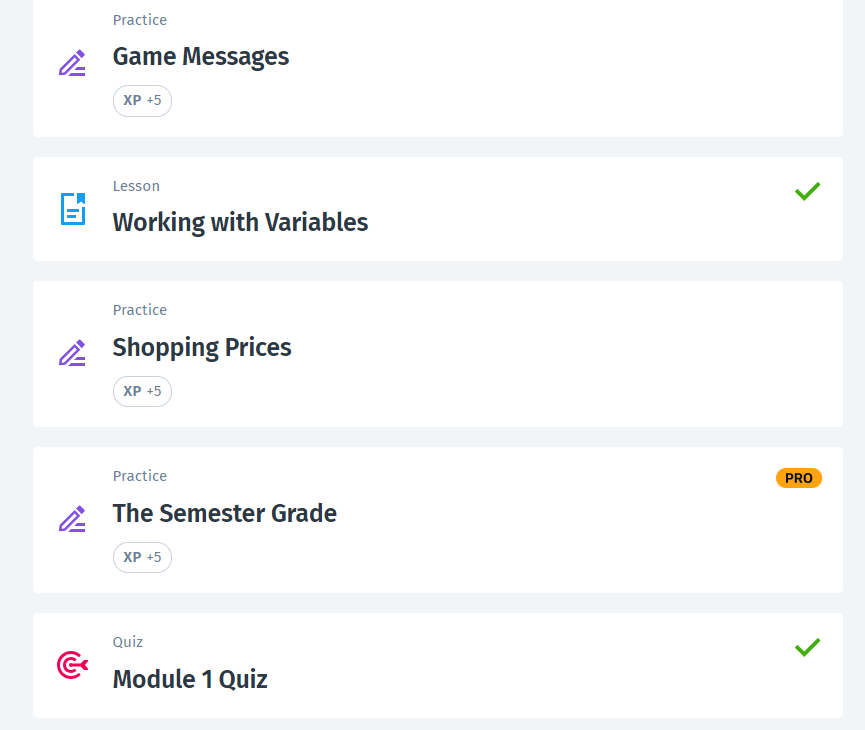 Practice
Game Messages
XP +5
Lesson
Working with Variables
Practice
Shopping Prices
XP +5
Practice
PRO
The Semester Grade
XP +5
Quiz
Module 1 Quiz